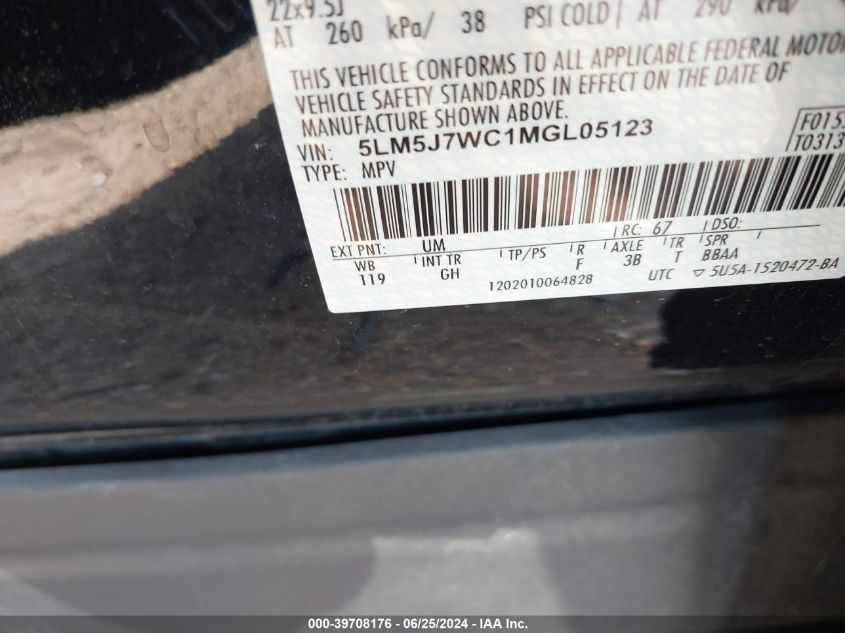 22x9.5J
AT 260 kPa/ 38 PSI COLD AT 290 kPa/
THIS VEHICLE CONFORMS TO ALL APPLICABLE FEDERAL MOTOR
VEHICLE SAFETY STANDARDS IN EFFECT ON THE DATE OF
MANUFACTURE SHOWN ABOVE.
VIN: 5LM5J7WC1MGL05123
TYPE: MPV
F0153
T0313
EXT PNT: UM RC: 67 DSO:
WB INT TR TP/PS R AXLE TR SPR
119 GH F 3B T BBAA
1202010064828 UTC ▽ 5U5A-1520472-BA
000-39708176 - 06/25/2024 - IAA Inc.